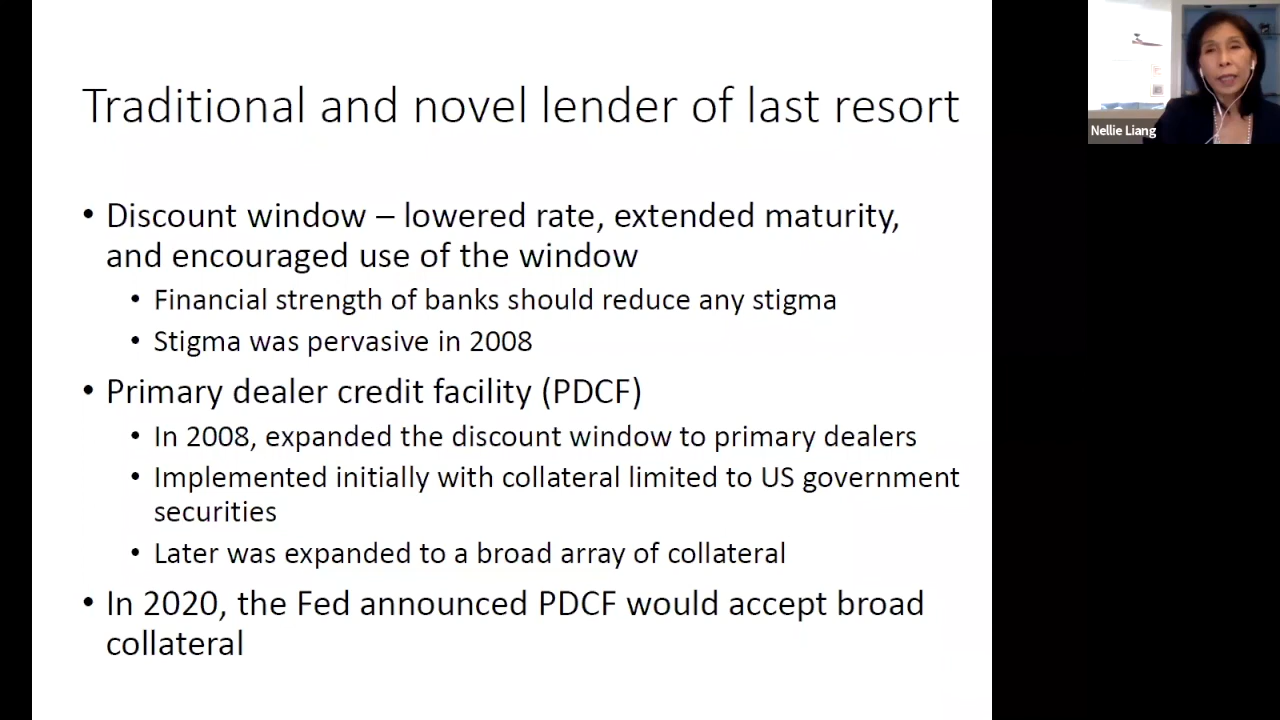 Traditional and novel lender of last resort
• Discount window – lowered rate, extended maturity,
and encouraged use of the window
• Financial strength of banks should reduce any stigma
• Stigma was pervasive in 2008
• Primary dealer credit facility (PDCF)
• In 2008, expanded the discount window to primary dealers
• Implemented initially with collateral limited to US government
securities
• Later was expanded to a broad array of collateral
• In 2020, the Fed announced PDCF would accept broad
collateral
Nellie Liang